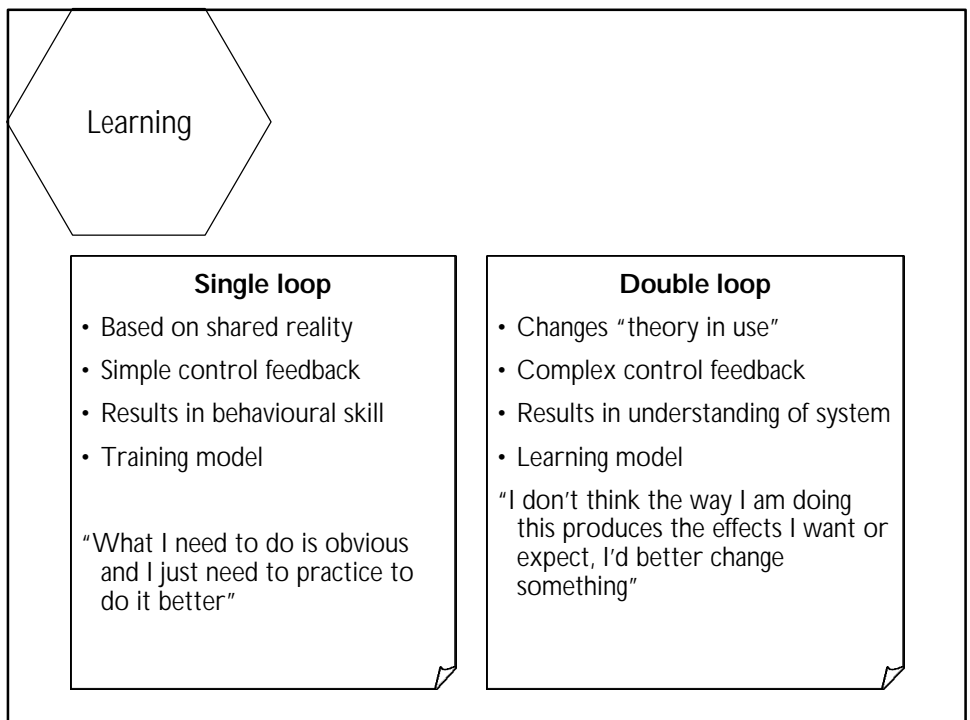 Learning
Single loop
• Based on shared reality
• Simple control feedback
• Results in behavioural skill
• Training model
“What I need to do is obvious
and I just need to practice to
do it better”
Double loop
• Changes “theory in use”
• Complex control feedback
• Results in understanding of system
• Learning model
“I don't think the way I am doing
this produces the effects I want or
expect, I'd better change
something”